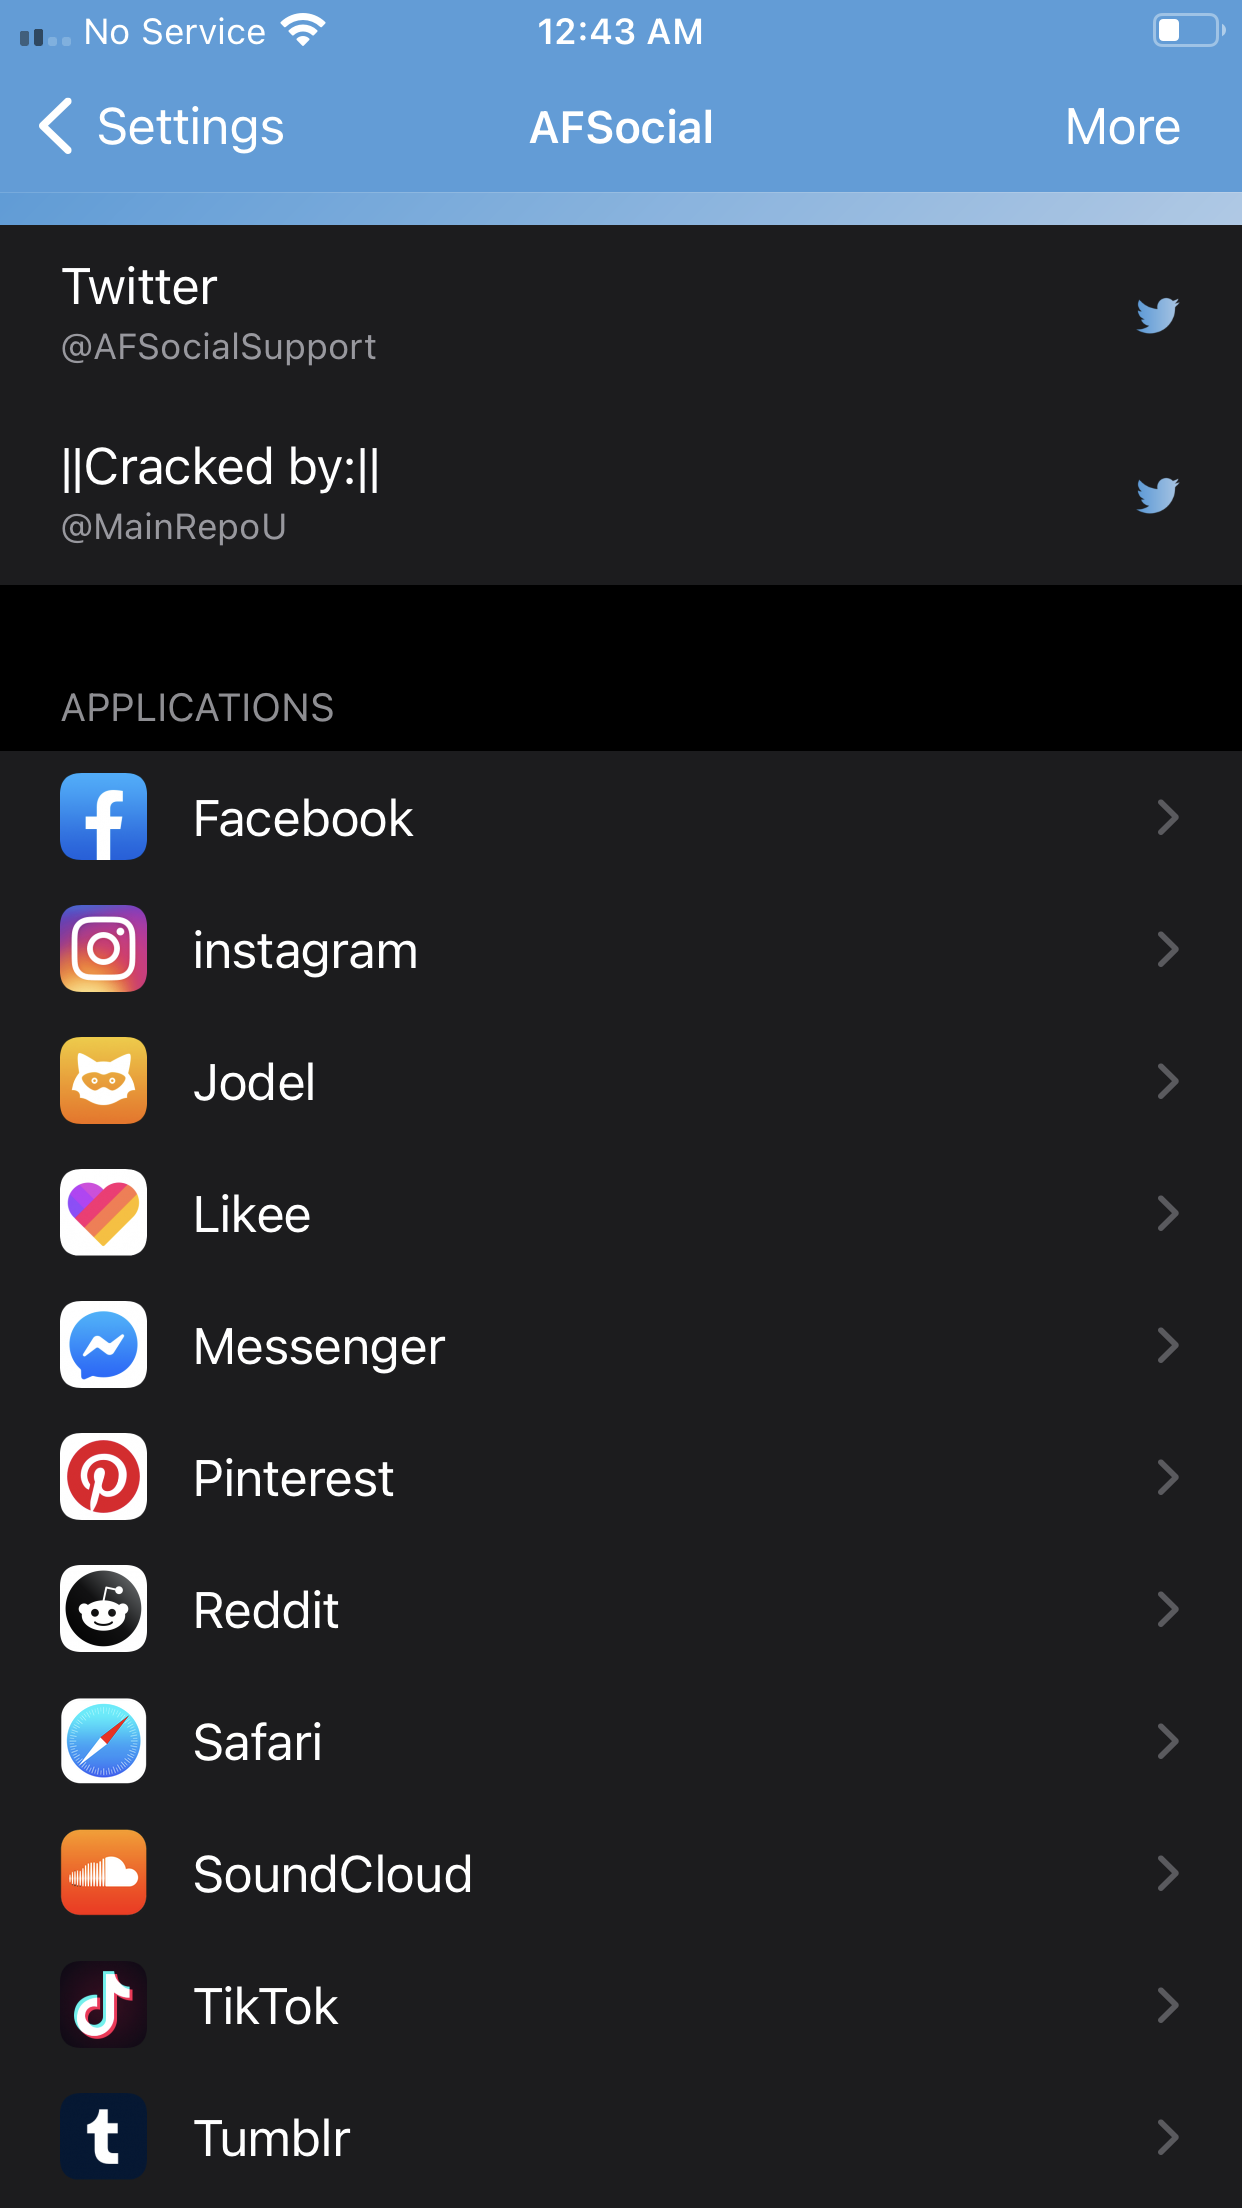 No Service 12:43 AM
Settings AFSocial More
Twitter
@AFSocialSupport
||Cracked by:||
@MainRepoU
APPLICATIONS
Facebook
instagram
Jodel
Likee
Messenger
Pinterest
Reddit
Safari
SoundCloud
TikTok
Tumblr